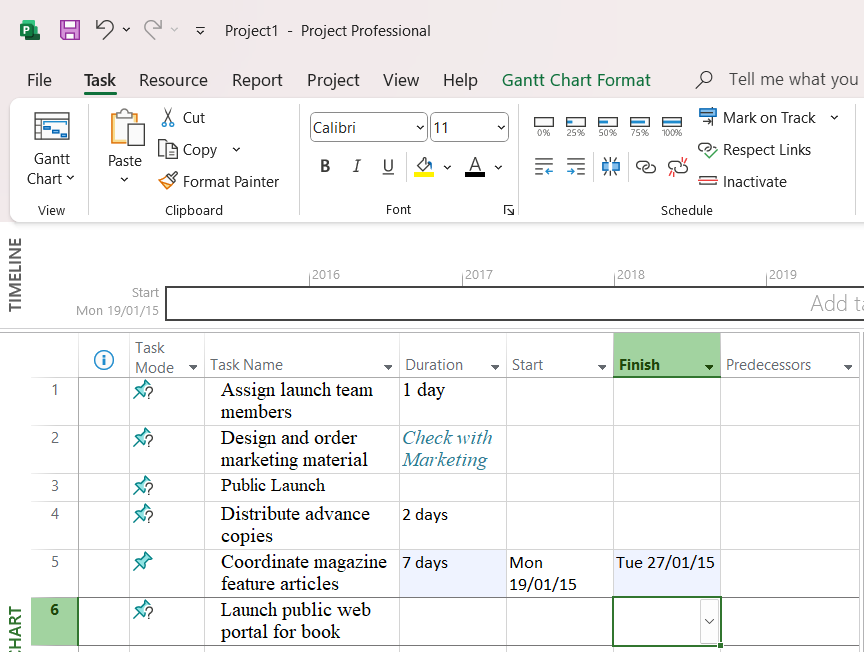 Project1 - Project Professional
File Task Resource Report Project View Help Gantt Chart Format Tell me what you
Gantt
Chart
View
Paste
Cut
Copy
Format Painter
Clipboard
Calibri 11
B I U A
Font
0% 25% 50% 75% 100%
Mark on Track
Respect Links
Inactivate
Schedule
TIMELINE
2016 2017 2018 2019
Start
Mon 19/01/15
Add ta
Task
Mode Task Name Duration Start Finish Predecessors
1 Assign launch team 1 day
members
2 Design and order Check with
marketing material Marketing
3 Public Launch
4 Distribute advance 2 days
copies
5 Coordinate magazine 7 days Mon Tue 27/01/15
feature articles 19/01/15
6 Launch public web
portal for book
CHART